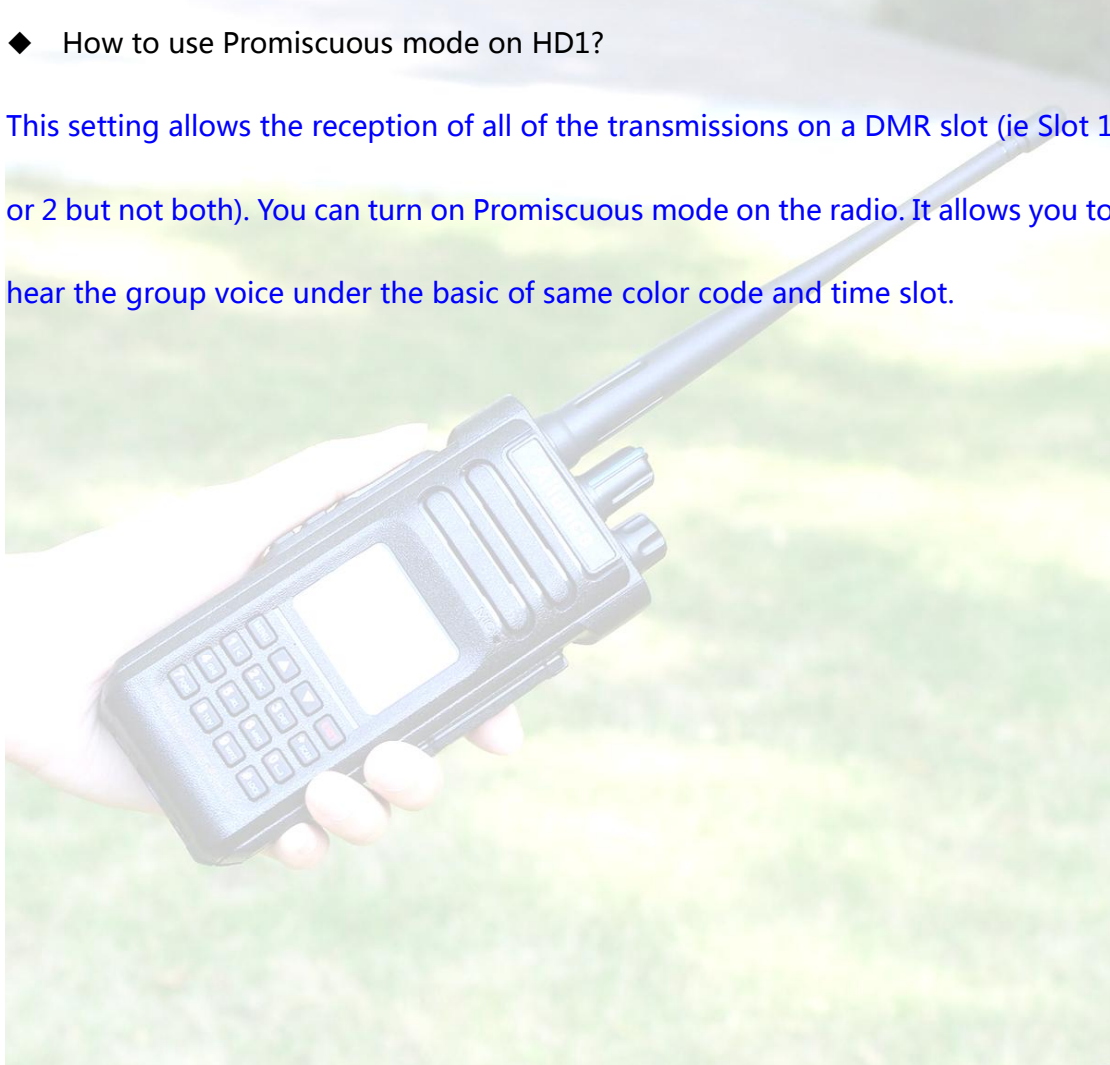 ◆ How to use Promiscuous mode on HD1?
This setting allows the reception of all of the transmissions on a DMR slot (ie Slot 1
or 2 but not both). You can turn on Promiscuous mode on the radio. It allows you to
hear the group voice under the basic of same color code and time slot.